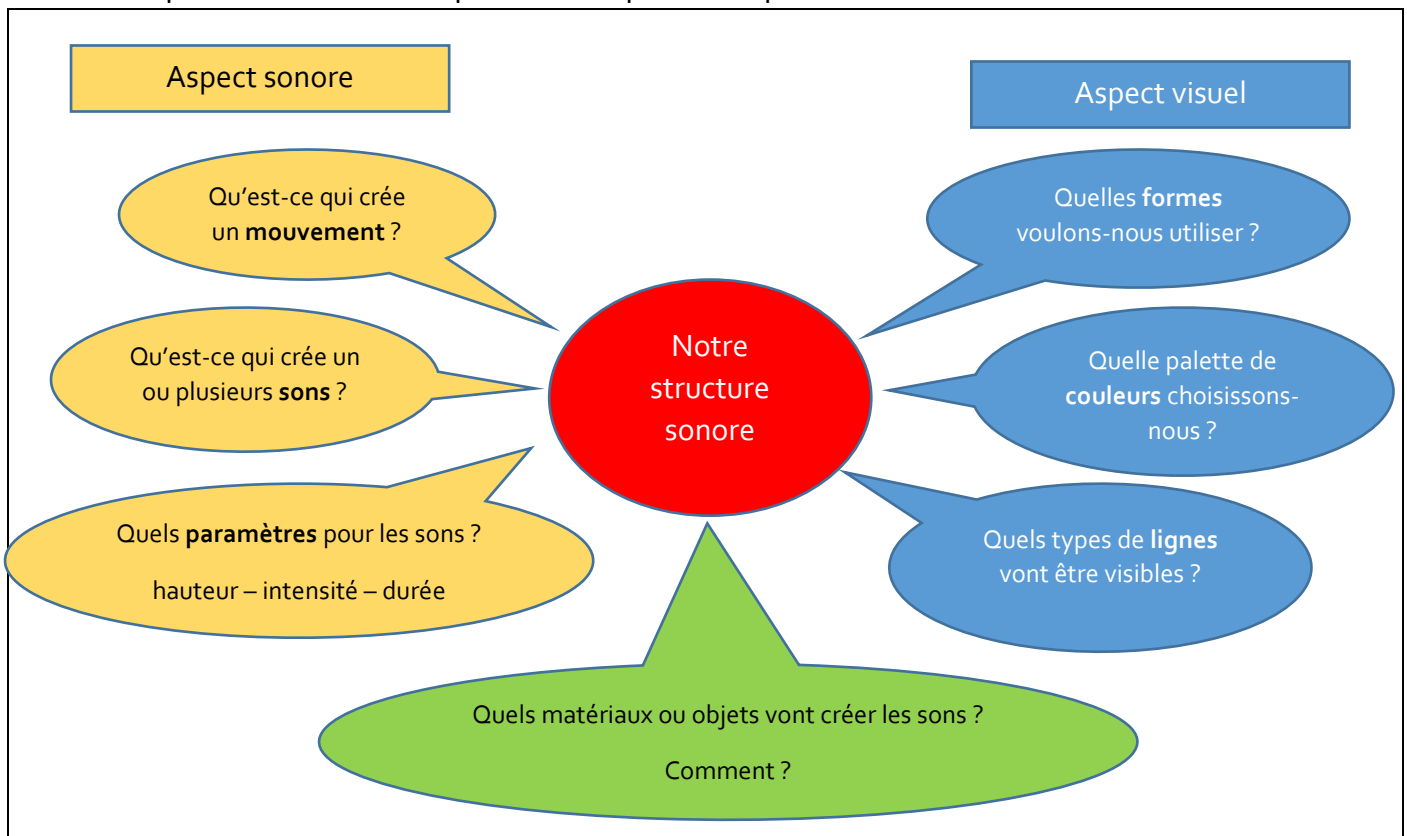 Aspect sonore
Aspect visuel
Qu’est-ce qui crée
un mouvement ?
Quelles formes
voulons-nous utiliser ?
Qu’est-ce qui crée un
ou plusieurs sons ?
Notre
structure
sonore
Quelle palette de
couleurs choisissons-
nous ?
Quels paramètres pour les sons ?
hauteur – intensité – durée
Quels types de lignes
vont être visibles ?
Quels matériaux ou objets vont créer les sons ?
Comment ?